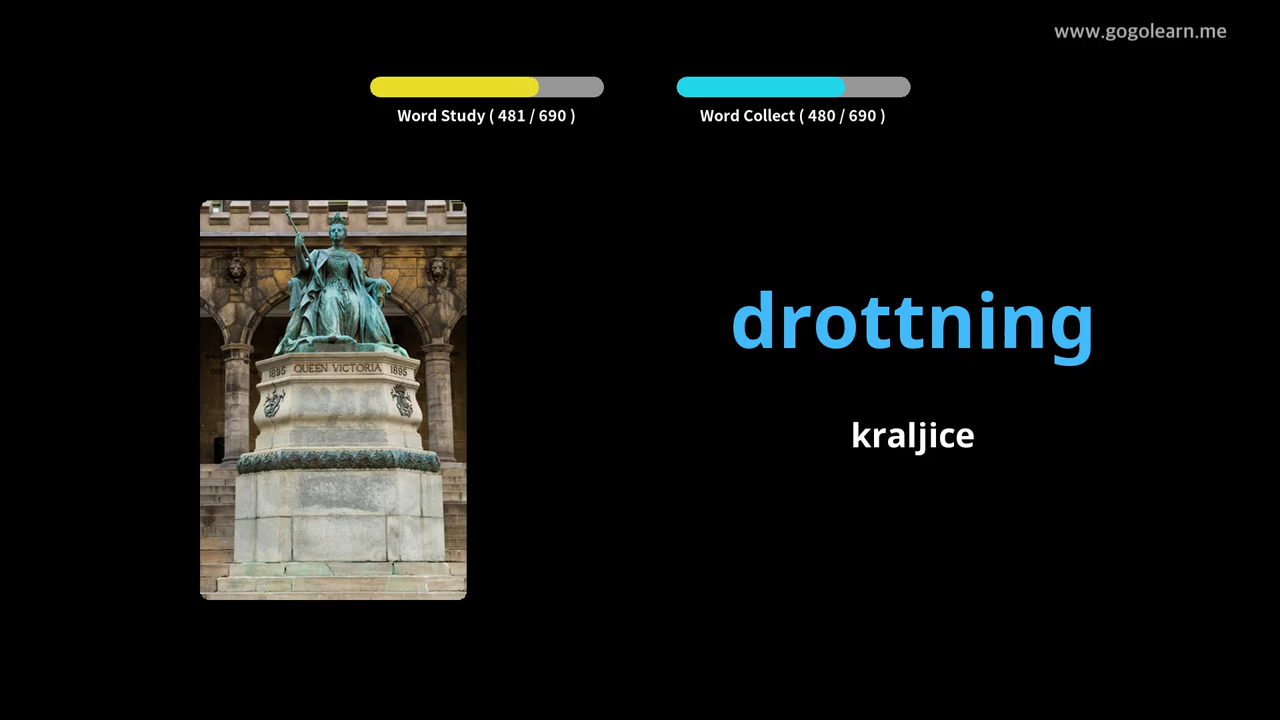 www.gogolearn.me
Word Study ( 481 / 690 )
Word Collect ( 480 / 690 )
1895 QUEEN VICTORIA 1895
drottning
kraljice